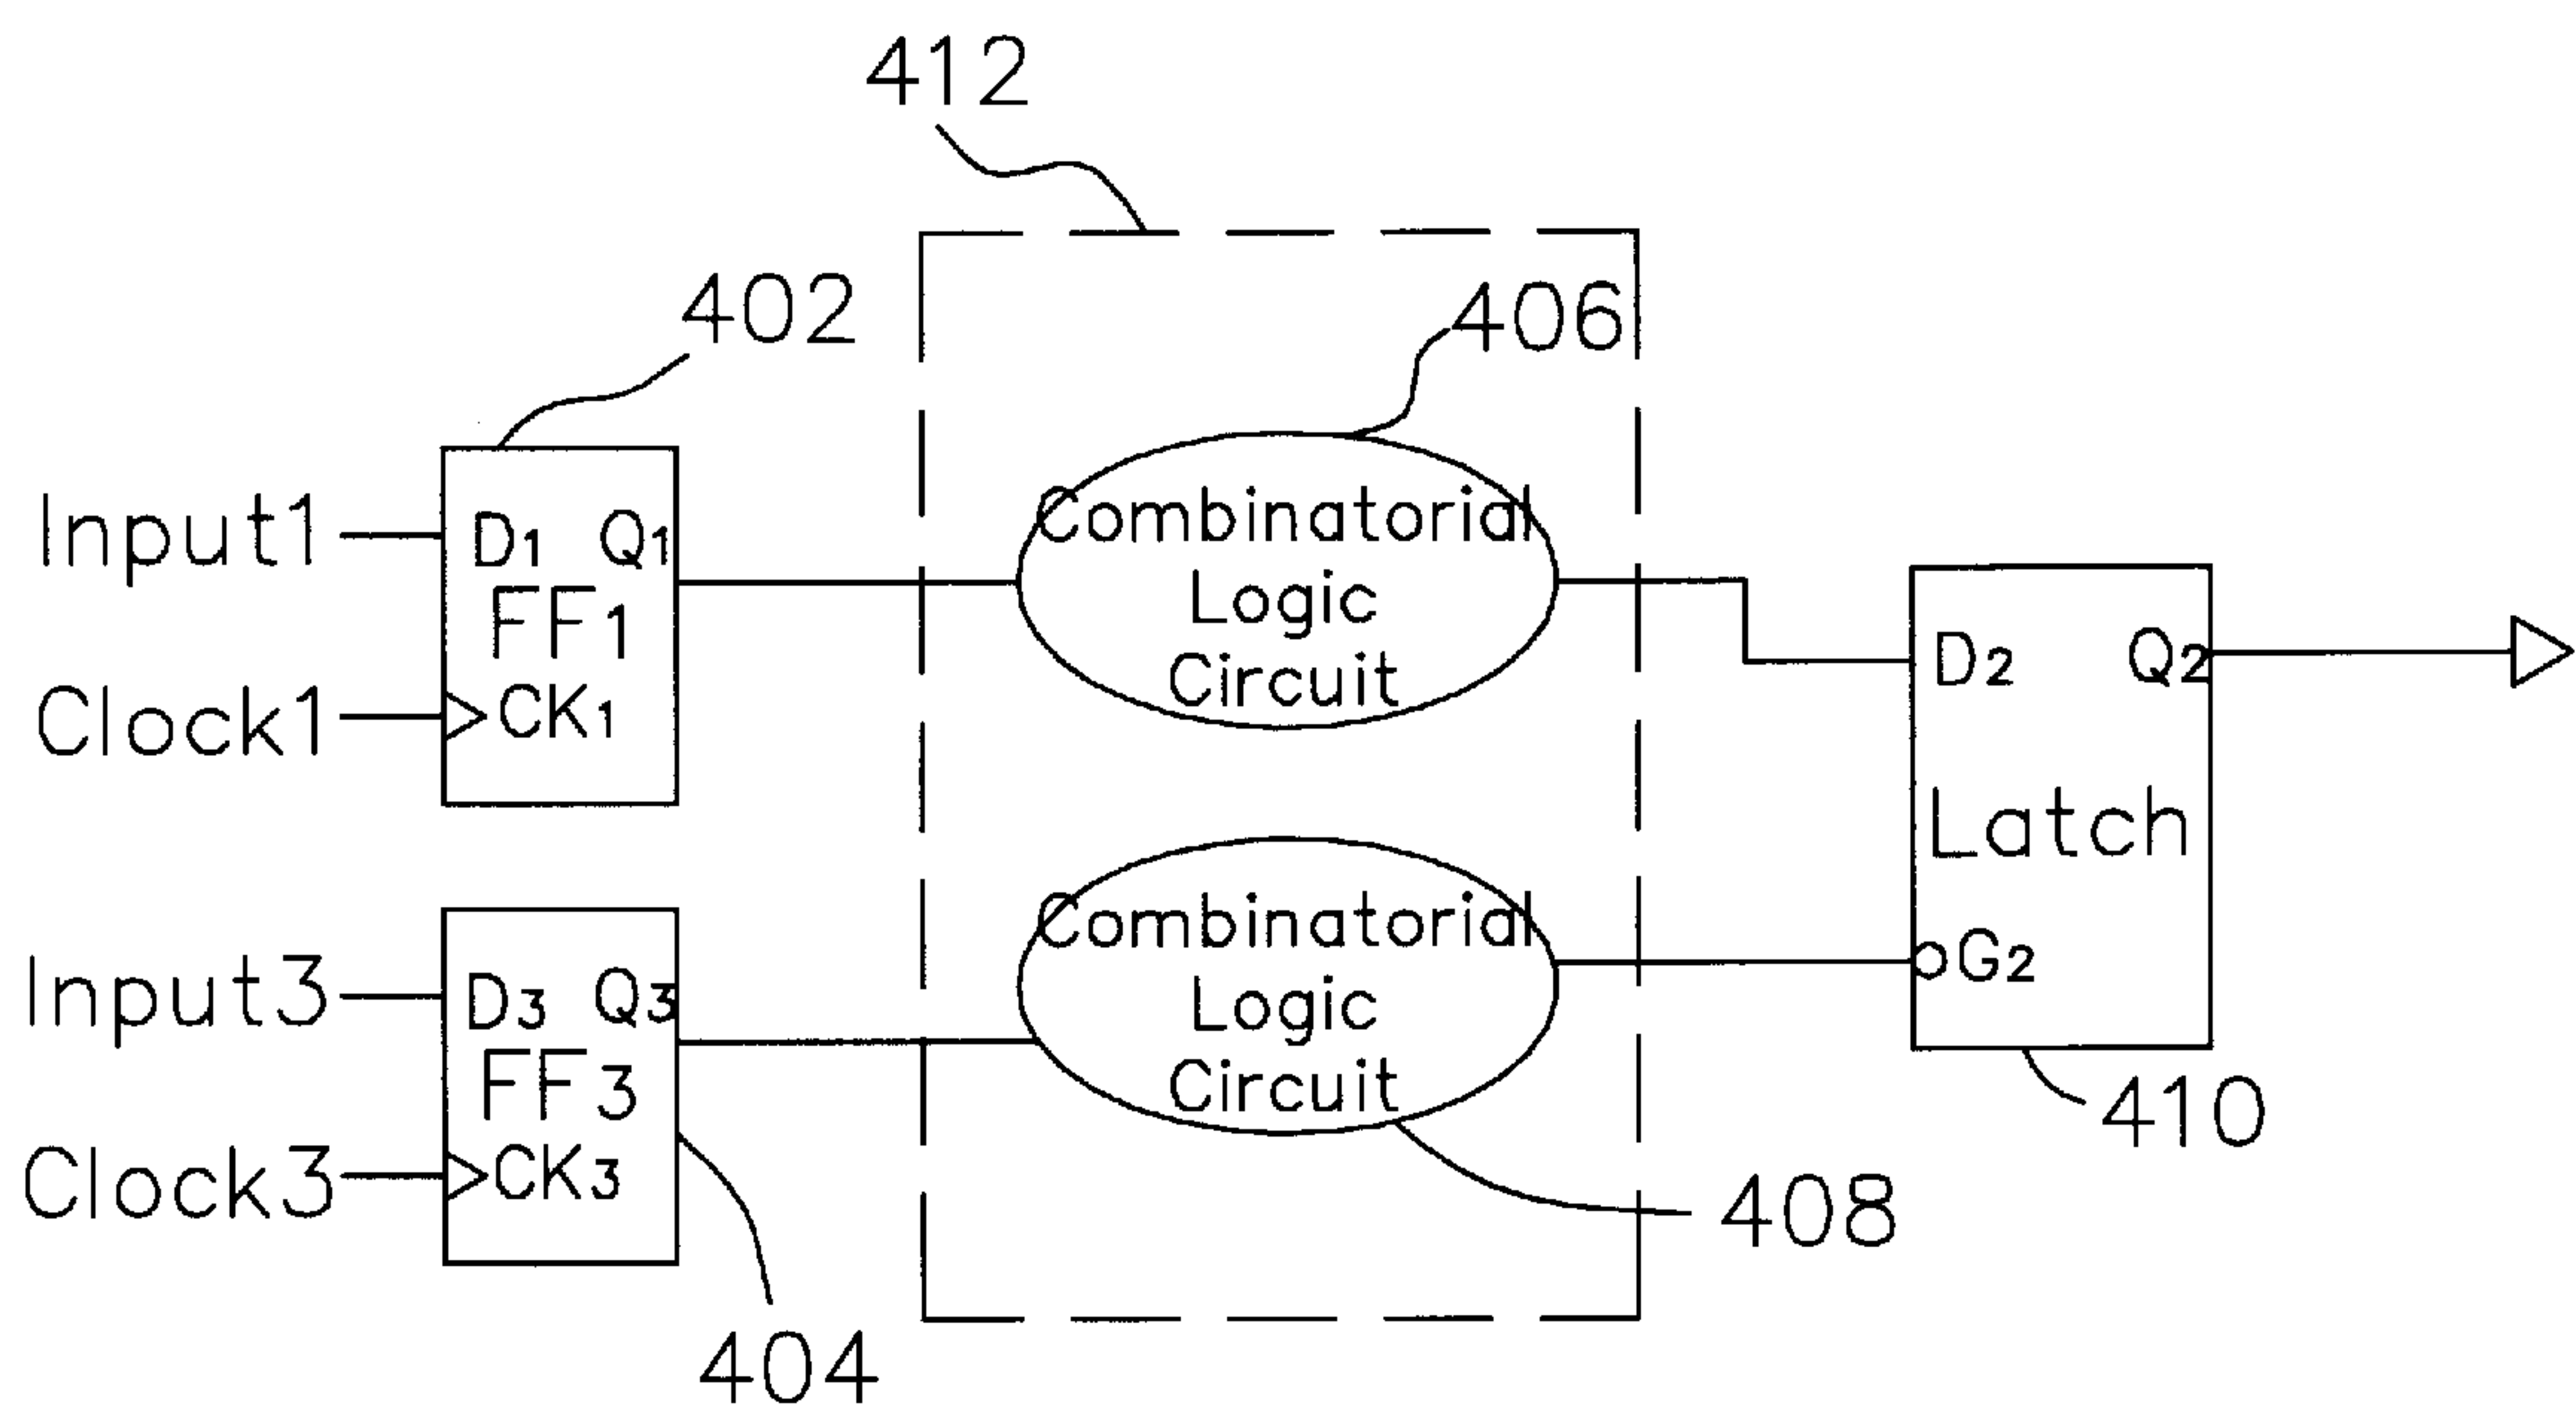 412
402
406
Input1
D1 Q1
FF1
Clock1
CK1
Combinatorial
Logic
Circuit
D2 Q2
Latch
G2
410
Input3
D3 Q3
FF3
Clock3
CK3
Combinatorial
Logic
Circuit
408
404